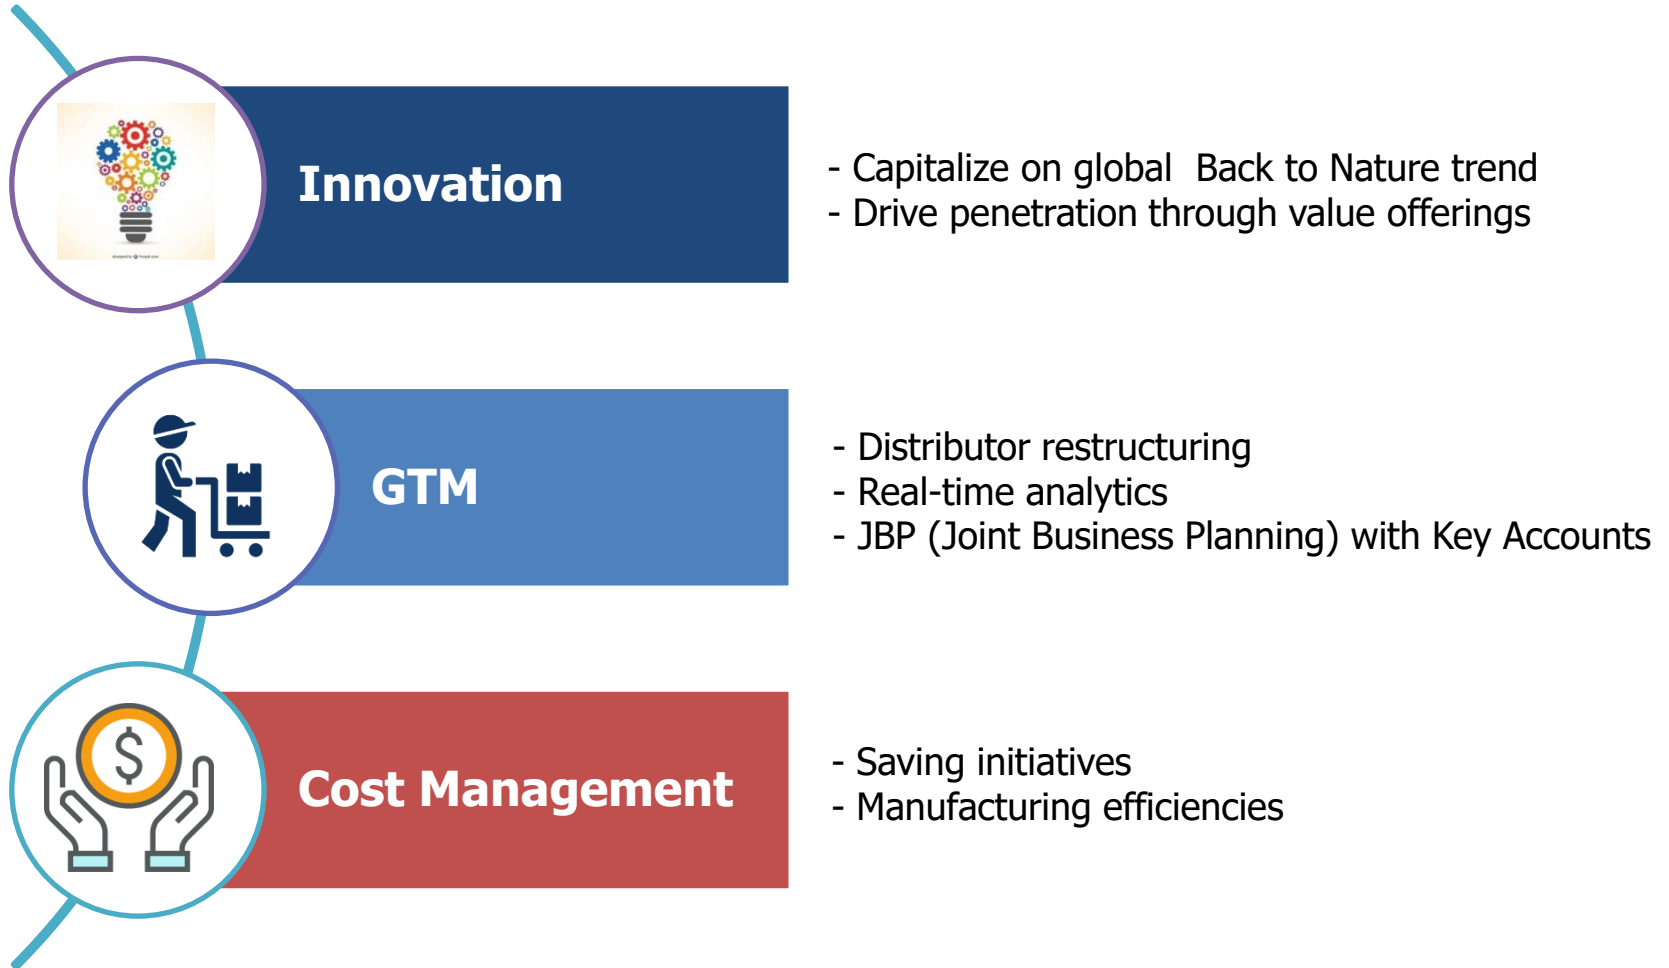 Innovation
- Capitalize on global  Back to Nature trend
- Drive penetration through value offerings
GTM
- Distributor restructuring
- Real-time analytics
- JBP (Joint Business Planning) with Key Accounts
$
Cost Management
- Saving initiatives
- Manufacturing efficiencies